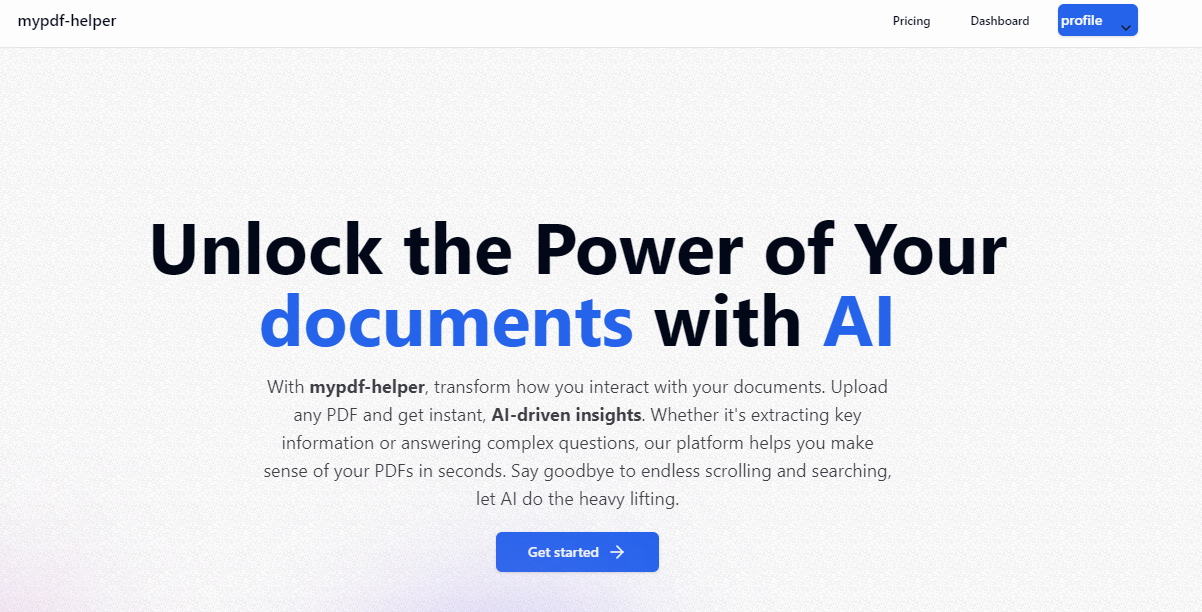 mypdf-helper
Pricing
Dashboard
profile
Unlock the Power of Your
documents with AI
With mypdf-helper, transform how you interact with your documents. Upload
any PDF and get instant, AI-driven insights. Whether it's extracting key
information or answering complex questions, our platform helps you make
sense of your PDFs in seconds. Say goodbye to endless scrolling and searching,
let AI do the heavy lifting.
Get started